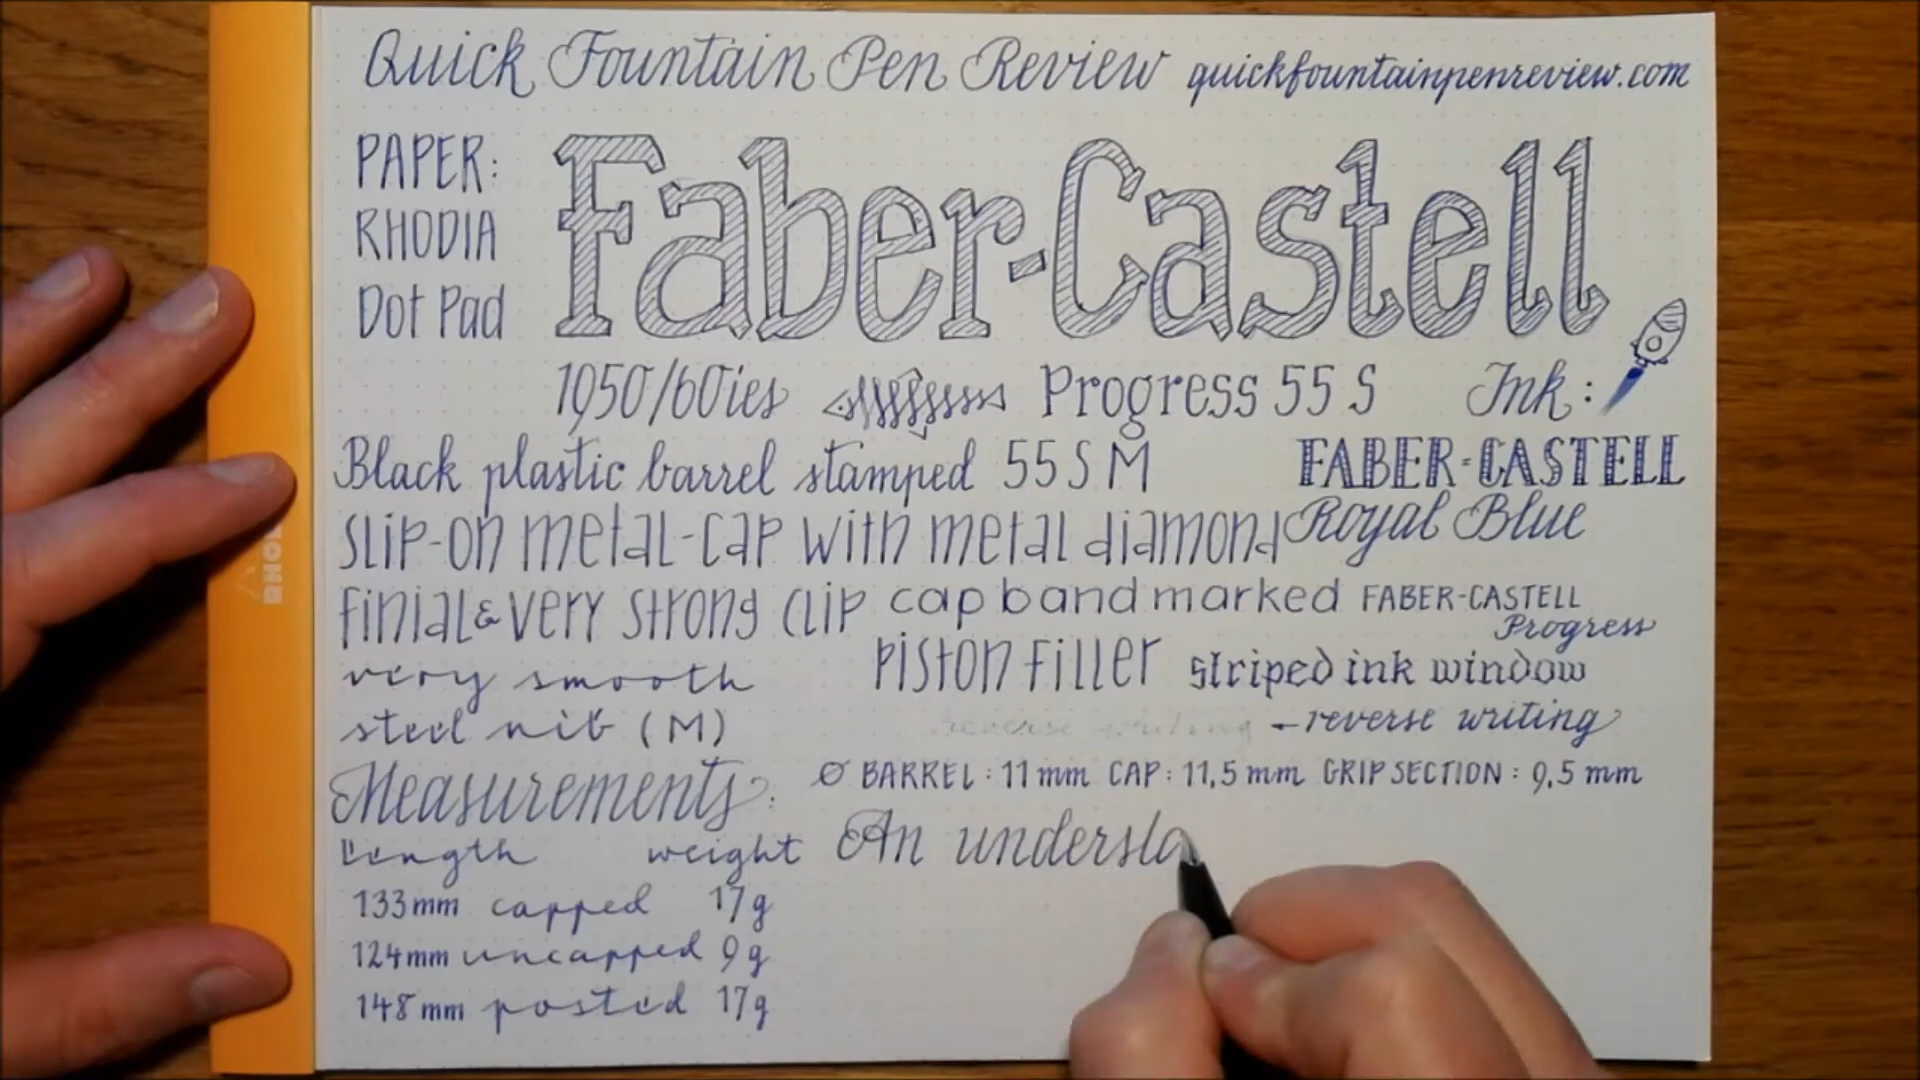 Quick Fountain Pen Review quickfountainpenreview.com
PAPER:
RHODIA
Dot Pad
Faber-Castell
1950/60ies Progress 55 S
Ink:
FABER-CASTELL
Royal Blue
Black plastic barrel stamped 55 S M
slip-on metal-cap with metal diamond
finial & very strong clip cap band marked FABER-CASTELL
Progress
very smooth
steel nib (M)
piston filler striped ink window
reverse writing ← reverse writing
Measurements:
Length weight
133mm capped 17g
124mm uncapped 9g
148mm posted 17g
Ø BARREL: 11 mm CAP: 11,5 mm GRIP SECTION: 9,5 mm
An understa
RHOD